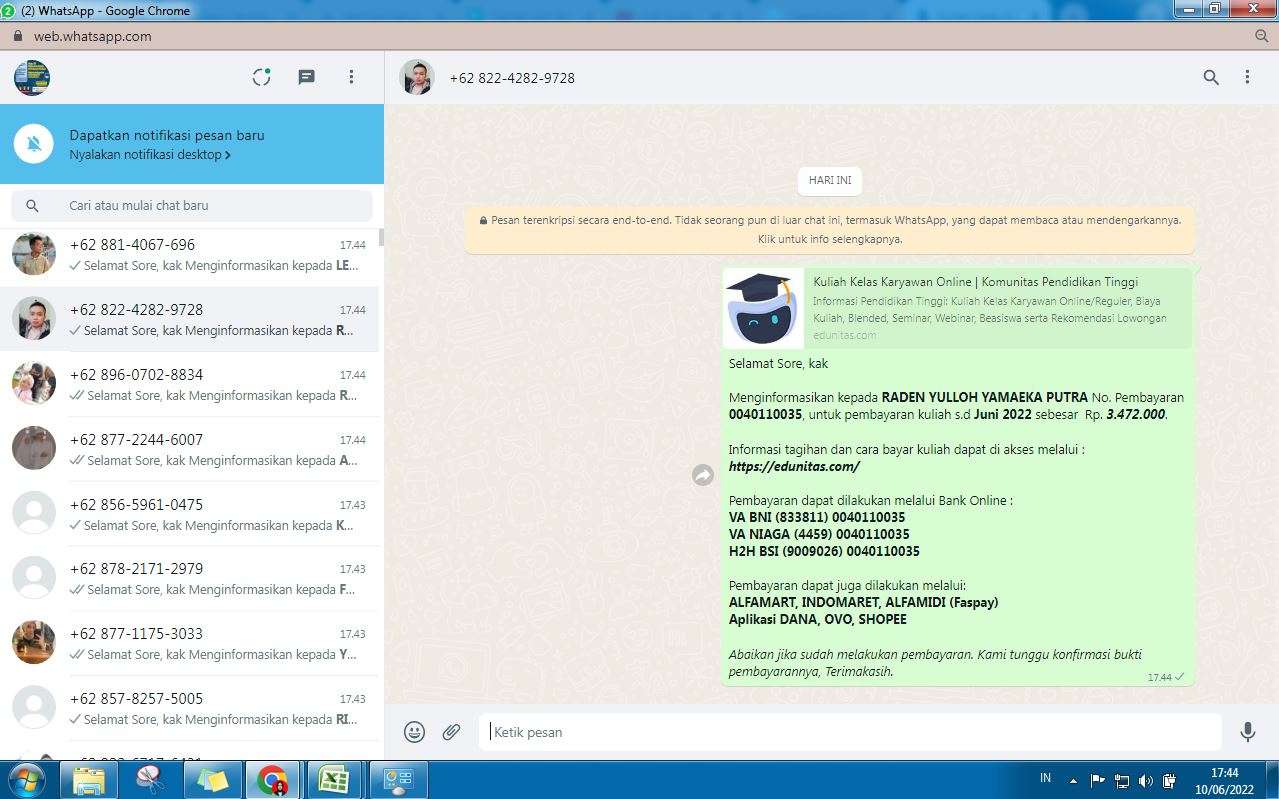 (2) WhatsApp - Google Chrome
web.whatsapp.com
Dapatkan notifikasi pesan baru
Nyalakan notifikasi desktop >
Cari atau mulai chat baru
+62 881-4067-696 17.44
Selamat Sore, kak Menginformasikan kepada LE...
+62 822-4282-9728 17.44
Selamat Sore, kak Menginformasikan kepada R...
+62 696-0702-8834 17.44
Selamat Sore, kak Menginformasikan kepada R...
+62 877-2244-6007 17.44
Selamat Sore, kak Menginformasikan kepada A...
+62 856-5961-0475 17.43
Selamat Sore, kak Menginformasikan kepada K...
+62 878-2171-2979 17.43
Selamat Sore, kak Menginformasikan kepada F...
+62 877-1175-3033 17.43
Selamat Sore, kak Menginformasikan kepada Y...
+62 857-8257-5005 17.43
Selamat Sore, kak Menginformasikan kepada RI...
+62 822-4282-9728
HARI INI
Pesan terenkripsi secara end-to-end. Tidak seorang pun di luar chat ini, termasuk WhatsApp, yang dapat membaca atau mendengarkannya.
Klik untuk info selengkapnya.
Kuliah Kelas Karyawan Online | Komunitas Pendidikan Tinggi
Informasi Pendidikan Tinggi: Kuliah Kelas Karyawan Online/Reguler, Biaya
Kuliah, Blended, Seminar, Webinar, Beasiswa serta Rekomendasi Lowongan
edunitas.com
Selamat Sore, kak
Menginformasikan kepada RADEN YULLOH YAMAEKA PUTRA No. Pembayaran
0040110035, untuk pembayaran kuliah s.d Juni 2022 sebesar Rp. 3.472.000.
Informasi tagihan dan cara bayar kuliah dapat di akses melalui :
https://edunitas.com/
Pembayaran dapat dilakukan melalui Bank Online :
VA BNI (833811) 0040110035
VA NIAGA (4459) 0040110035
H2H BSI (9009026) 0040110035
Pembayaran dapat juga dilakukan melalui:
ALFAMART, INDOMARET, ALFAMIDI (Faspay)
Aplikasi DANA, OVO, SHOPEE
Abaikan jika sudah melakukan pembayaran. Kami tunggu konfirmasi bukti
pembayarannya, Terimakasih.
17.44
Ketik pesan
IN
17:44
10/06/2022